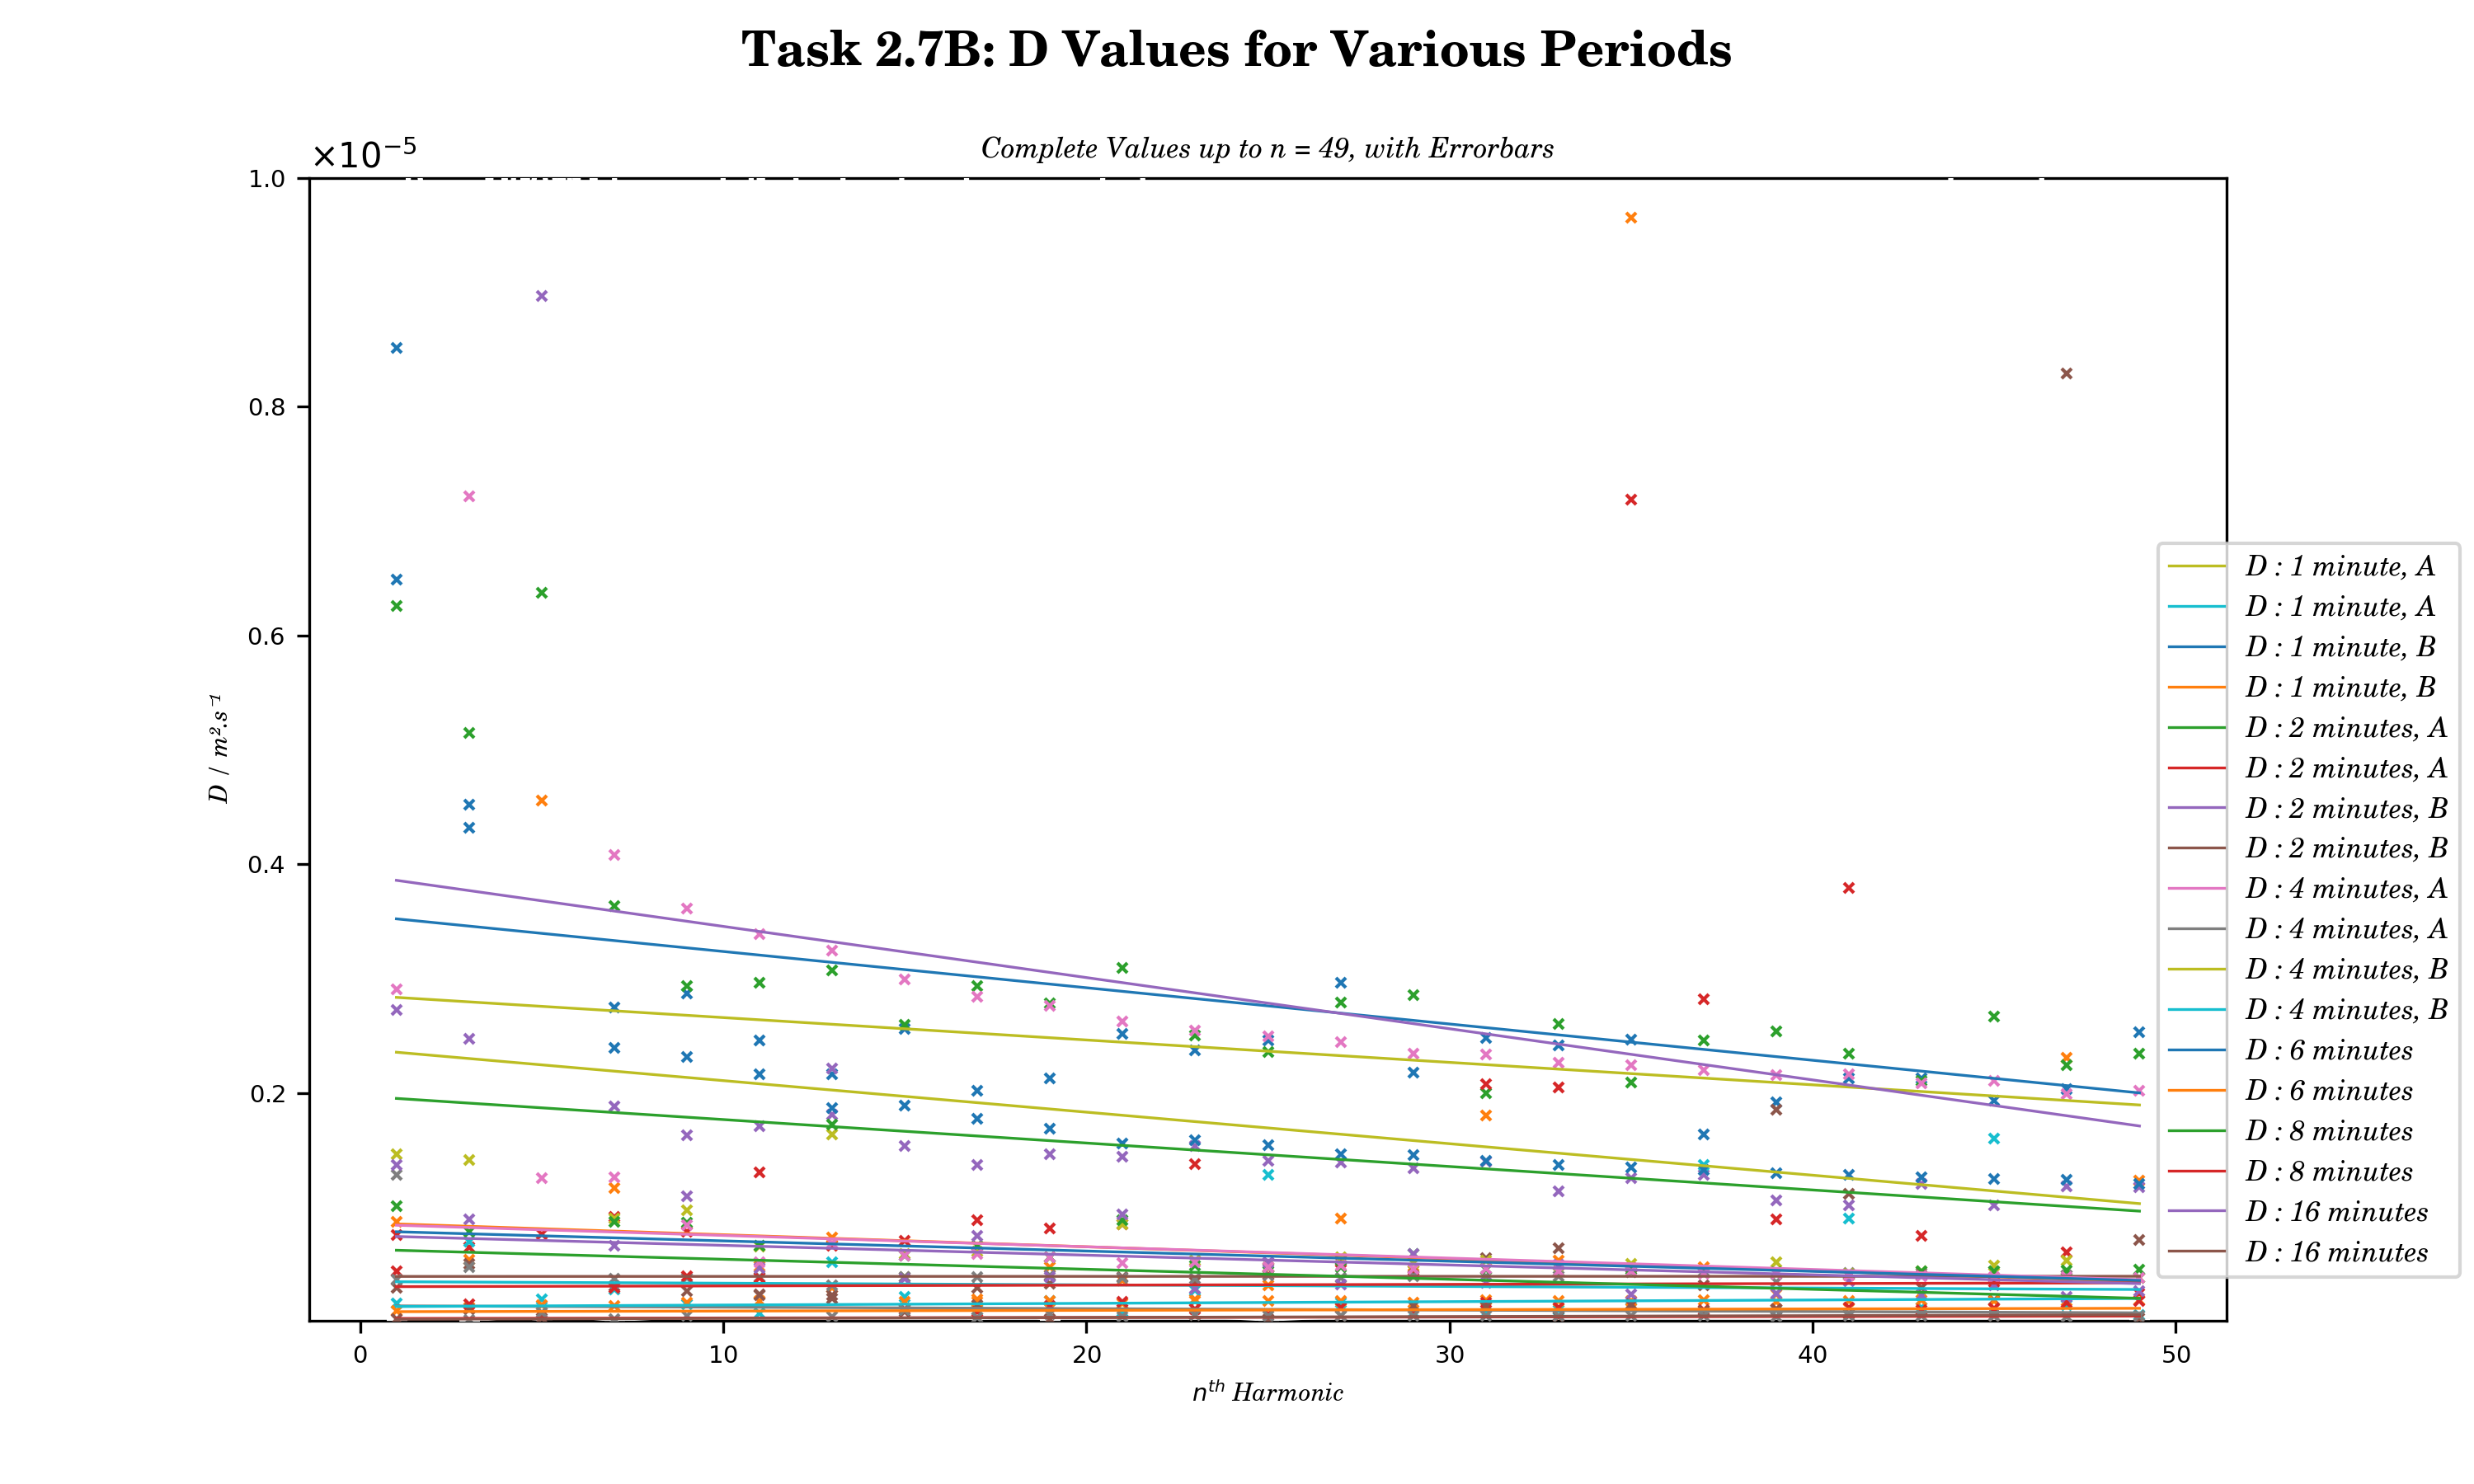 Task 2.7B: D Values for Various Periods
Complete Values up to n = 49, with Errorbars
×10⁻⁵
1.0
0.8
0.6
0.4
0.2
D / m².s⁻¹
0 10 20 30 40 50
nᵗʰ Harmonic
D : 1 minute, A
D : 1 minute, A
D : 1 minute, B
D : 1 minute, B
D : 2 minutes, A
D : 2 minutes, A
D : 2 minutes, B
D : 2 minutes, B
D : 4 minutes, A
D : 4 minutes, A
D : 4 minutes, B
D : 4 minutes, B
D : 6 minutes
D : 6 minutes
D : 8 minutes
D : 8 minutes
D : 16 minutes
D : 16 minutes